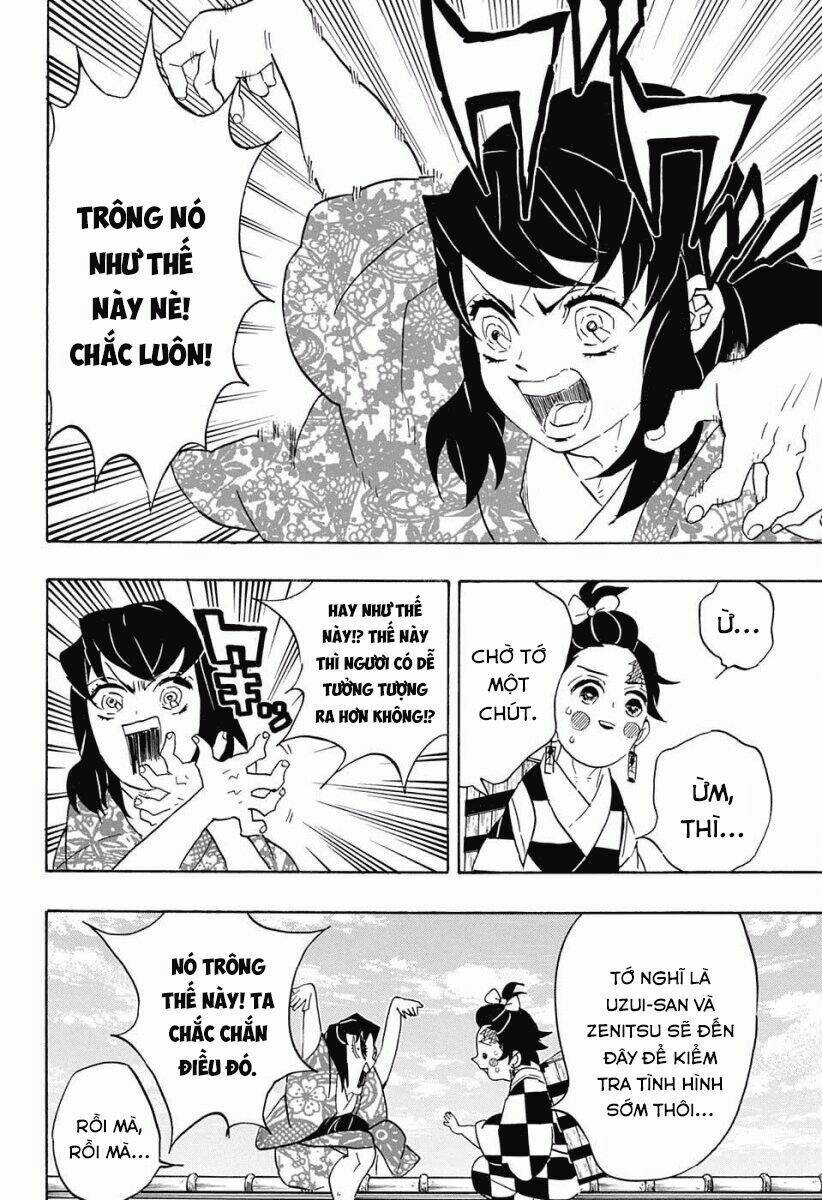 TRÔNG NÓ
NHƯ THẾ
NÀY NÈ!
CHẮC LUÔN!
Ừ...
CHỜ TỚ
MỘT
CHÚT.
ỪM,
THÌ...
HAY NHƯ THẾ
NÀY!? THẾ NÀY
THÌ NGƯƠI CÓ DỄ
TƯỞNG TƯỢNG
RA HƠN KHÔNG!?
TỚ NGHĨ LÀ
UZUI-SAN VÀ
ZENITSU SẼ ĐẾN
ĐÂY ĐỂ KIỂM
TRA TÌNH HÌNH
SỚM THÔI...
NÓ TRÔNG
THẾ NÀY! TA
CHẮC CHẮN
ĐIỀU ĐÓ.
RỒI MÀ,
RỒI MÀ...